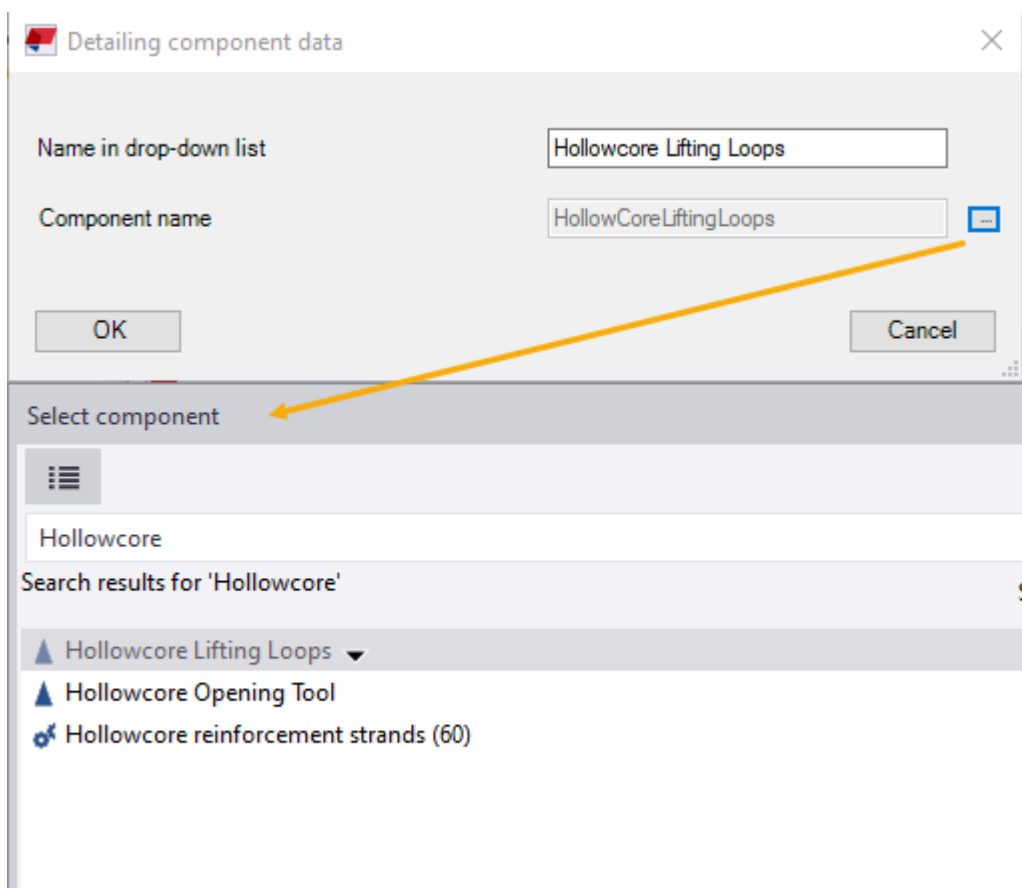 Detailing component data
Name in drop-down list Hollowcore Lifting Loops
Component name HollowCoreLiftingLoops ...
OK Cancel
Select component
Hollowcore
Search results for 'Hollowcore'
Hollowcore Lifting Loops
Hollowcore Opening Tool
Hollowcore reinforcement strands (60)